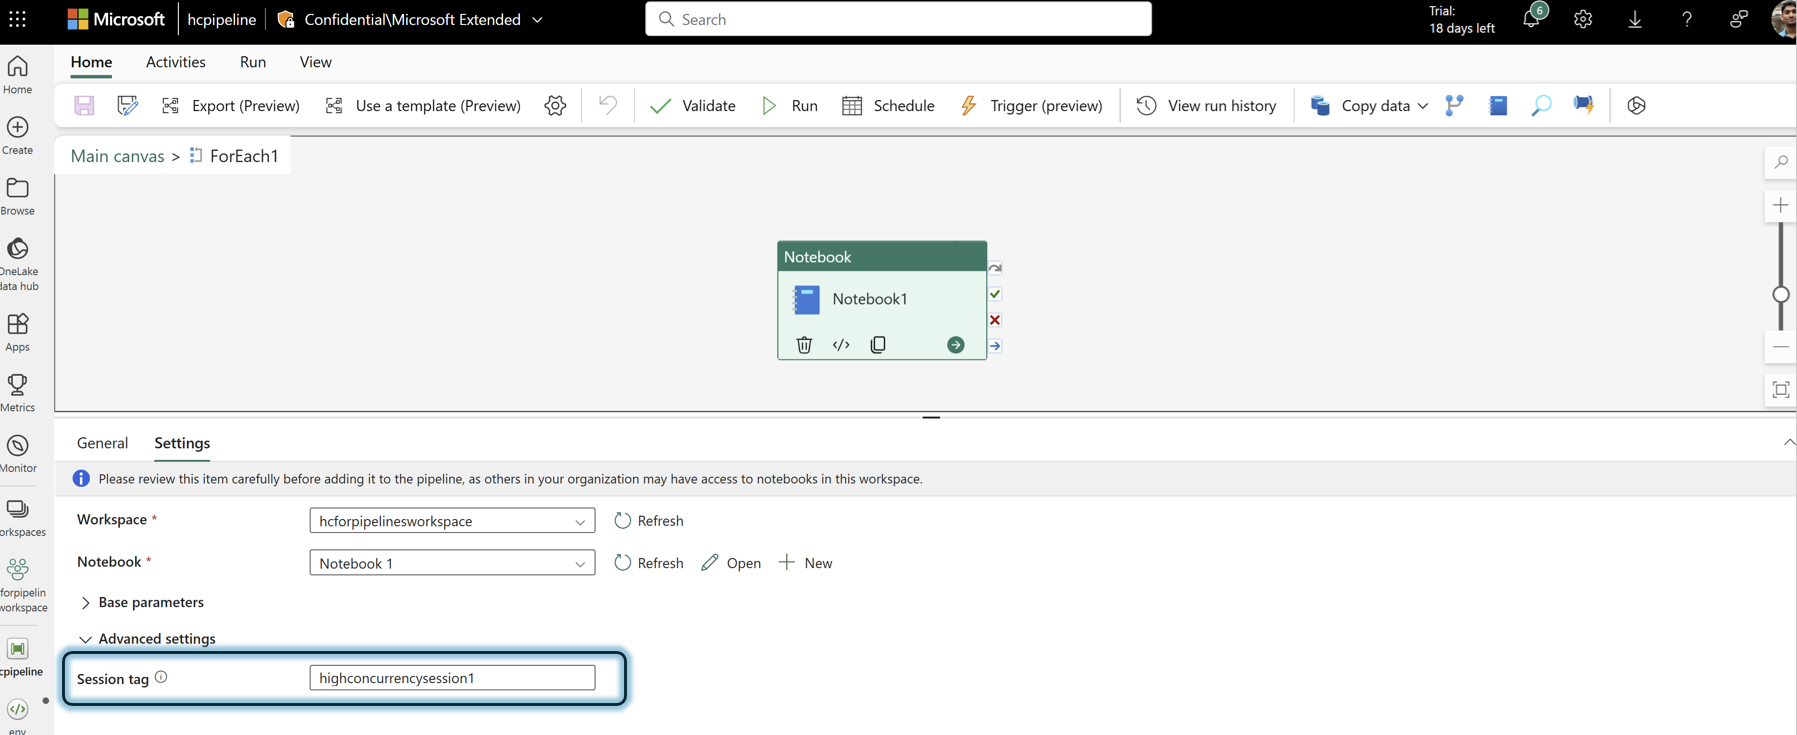 Microsoft hcpipeline Confidential\Microsoft Extended Search Trial: 6
18 days left
Home Activities Run View
Export (Preview) Use a template (Preview) Validate Run Schedule Trigger (preview) View run history Copy data
Main canvas > ForEach1
Home
Create
Browse
OneLake
data hub
Apps
Metrics
Monitor
orkspaces
forpipelin
workspace
cpipeline
env
Notebook
Notebook1
General Settings
Please review this item carefully before adding it to the pipeline, as others in your organization may have access to notebooks in this workspace.
Workspace * hcforpipelinesworkspace Refresh
Notebook * Notebook 1 Refresh Open New
Base parameters
Advanced settings
Session tag highconcurrencysession1